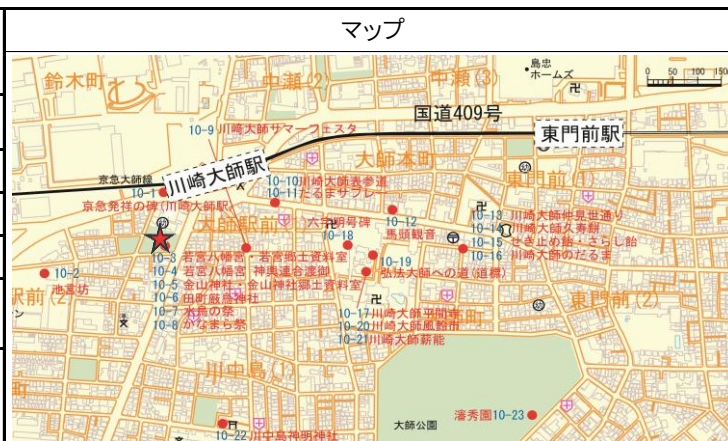 マップ
鈴木町
中瀬(2)
中瀬(3)
島忠
ホームズ
0 50 100 150
国道409号
10-9 川崎大師サマーフェスタ
東門前駅
川崎大師駅
大師本町
東門前(1)
京急大師線
10-1
京急発祥の碑(川崎大師駅)
10-10 川崎大師表参道
10-11 だるまサブレー
大師駅前(1)
六字名号碑
10-18
10-12
馬頭観音
10-13 川崎大師仲見世通り
10-14 川崎大師久寿餅
10-15 せき止め飴・さらし飴
10-16 川崎大師のだるま
10-2
池貴坊
駅前(2)
10-3 若宮八幡宮・若宮郷土資料室
10-4 若宮八幡宮 神輿連合渡御
10-5 金山神社・金山神社郷土資料室
10-6 田町厳島神社
10-7 水鳥の祭
10-8 かなまら祭
10-19
弘法大師への道(道標)
東門前(2)
10-17 川崎大師平間寺
10-20 川崎大師風鈴市
10-21 川崎大師薪能
川中島(1)
大師公園
瀋秀園 10-23
10-22 川中島神明神社